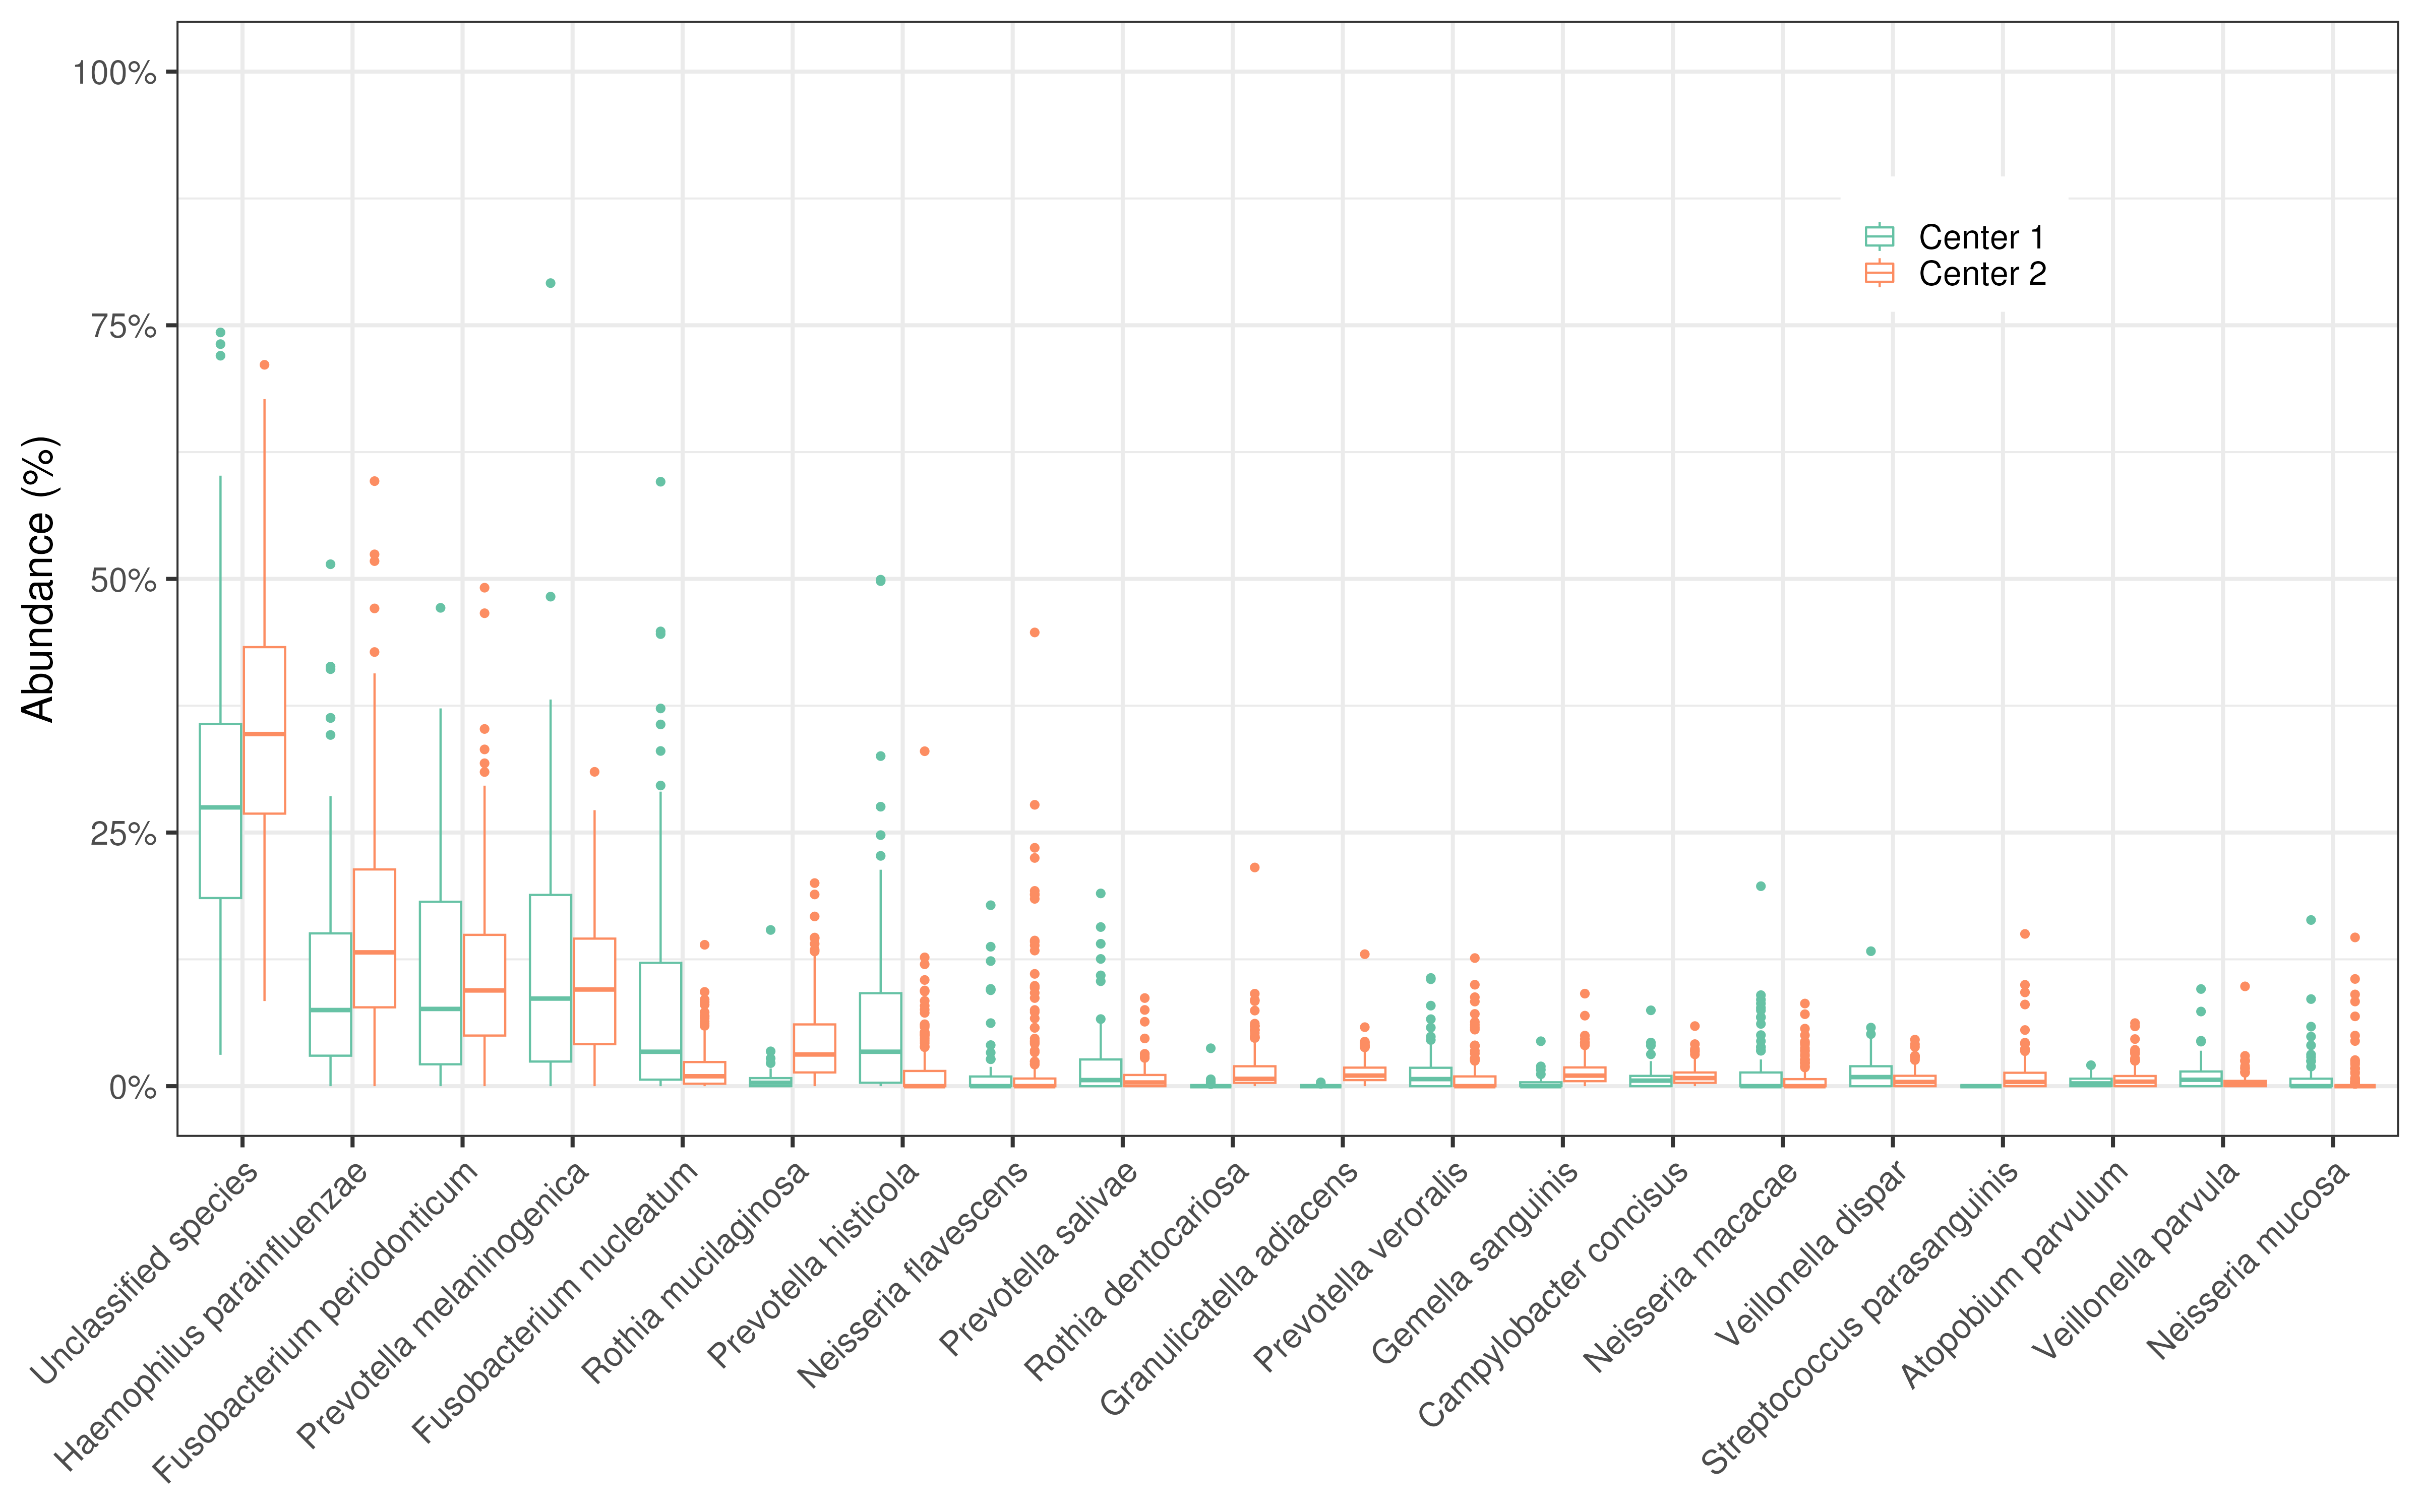 Abundance (%)
100%
75%
50%
25%
0%
Center 1
Center 2
Unclasssified species
Haemophilus parainfluenzae
Fusobacterium periodonticum
Prevotella melaninogenica
Fusobacterium nucleatum
Rothia mucilaginosa
Prevotella histicola
Neisseria flavescens
Prevotella salivae
Rothia dentocariosa
Granulicatella adiacens
Prevotella veroralis
Gemella sanguinis
Campylobacter concisus
Neisseria macacae
Veillonella dispar
Streptococcus parasanguinis
Atopobium parvulum
Veillonella parvula
Neisseria mucosa